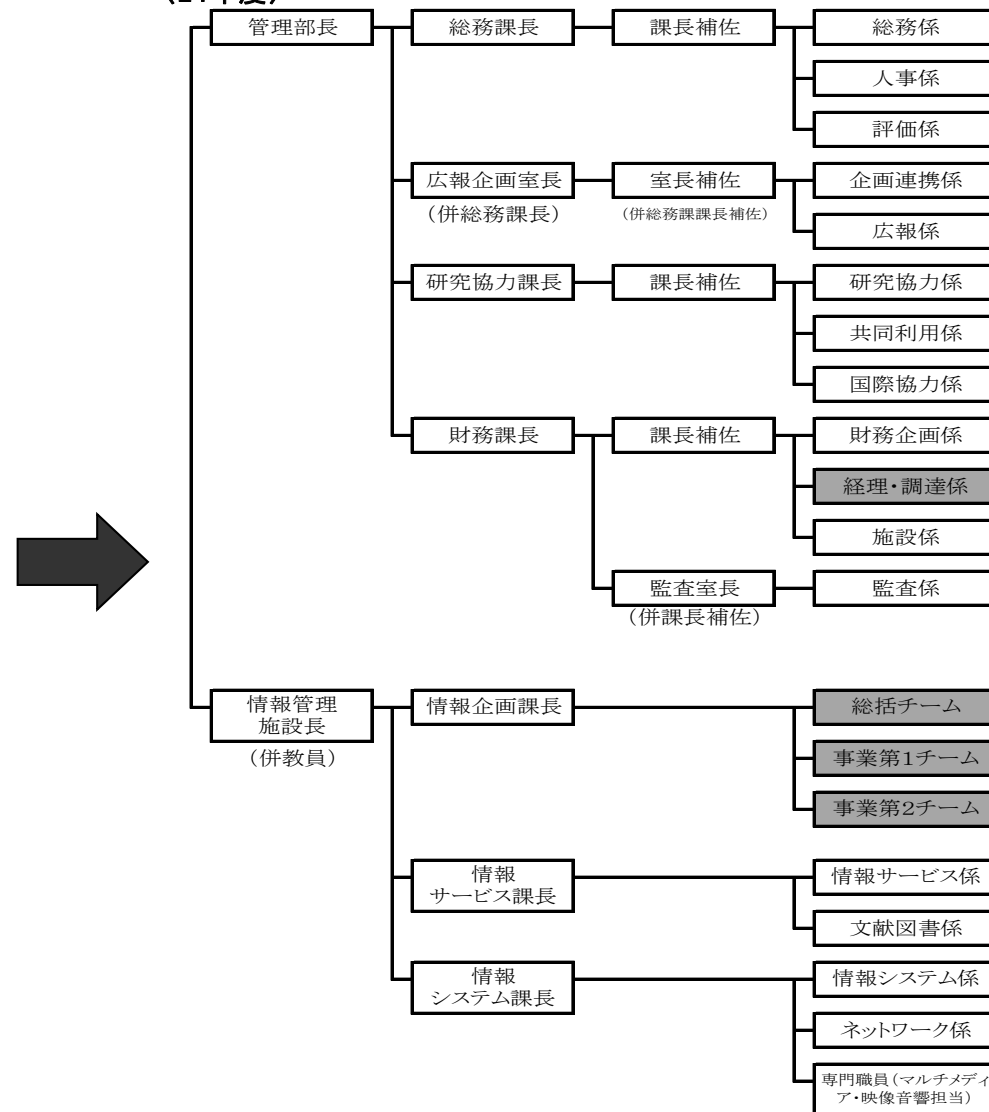 管理部長 総務課長 課長補佐 総務係
人事係
評価係
広報企画室長 室長補佐 企画連携係
(併総務課長) (併総務課課長補佐)
広報係
研究協力課長 課長補佐 研究協力係
共同利用係
国際協力係
財務課長 課長補佐 財務企画係
経理・調達係
施設係
監査室長 監査係
(併課長補佐)
情報管理
施設長
(併教員)
情報企画課長 総括チーム
事業第1チーム
事業第2チーム
情報
サービス課長
情報サービス係
文献図書係
情報
システム課長
情報システム係
ネットワーク係
専門職員(マルチメディ
ア・映像音響担当)